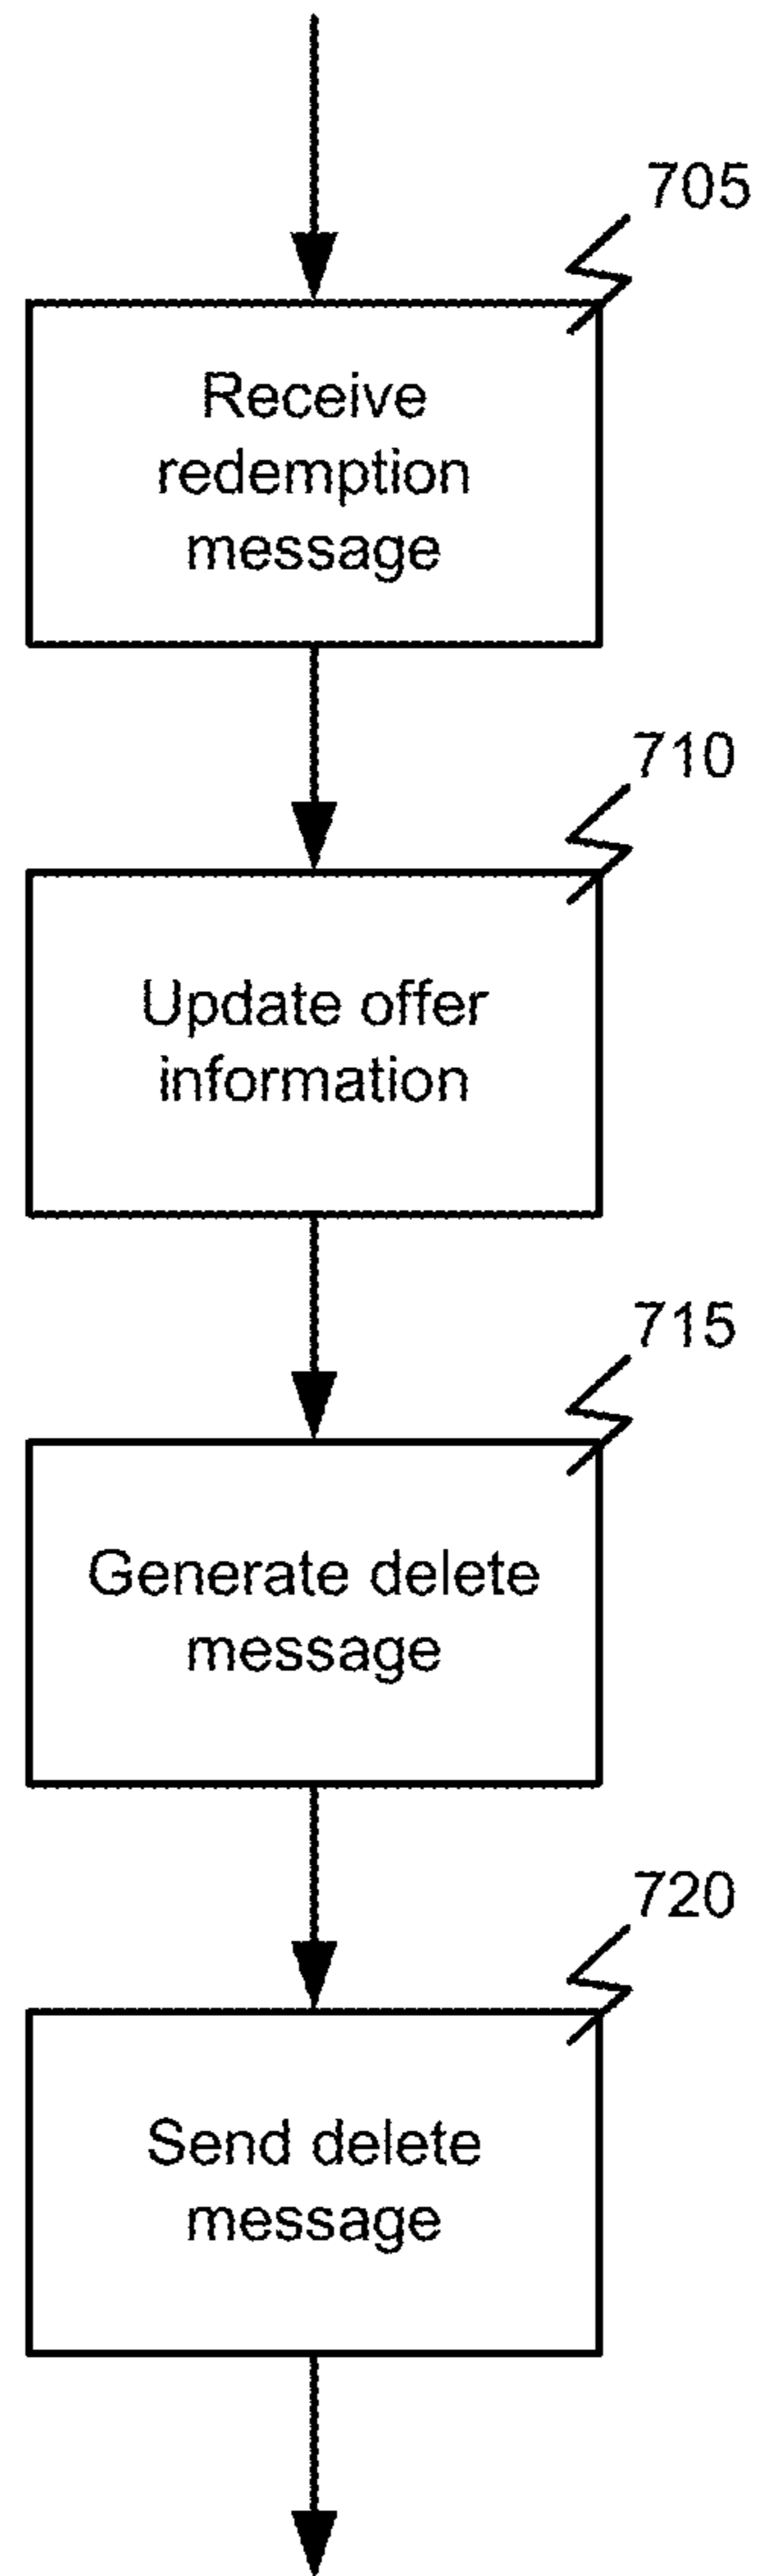 705
Receive
redemption
message
710
Update offer
information
715
Generate delete
message
720
Send delete
message